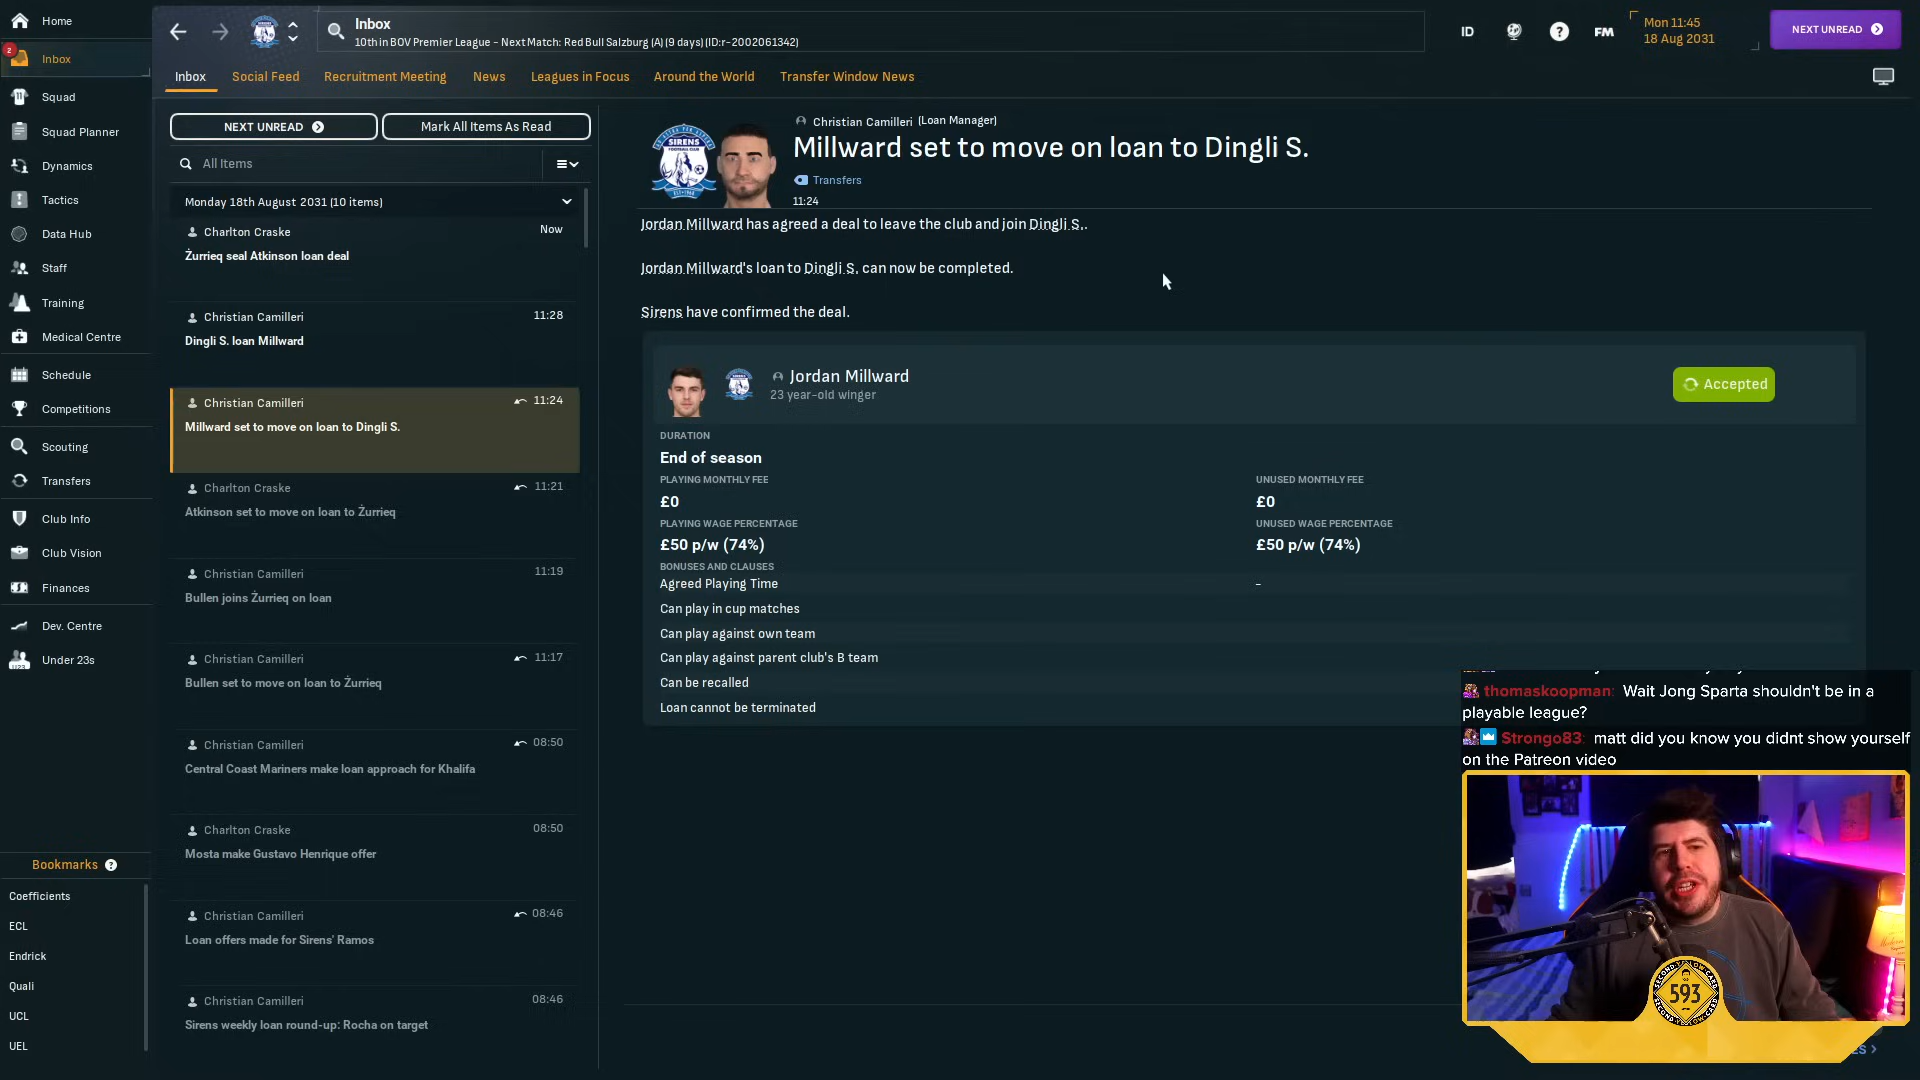 Home
2
Inbox
Squad
Squad Planner
Dynamics
Tactics
Data Hub
Staff
Training
Medical Centre
Schedule
Competitions
Scouting
Transfers
Club Info
Club Vision
Finances
Dev. Centre
Under 23s
Bookmarks ?
Coefficients
ECL
Endrick
Quali
UCL
UEL
Inbox
10th in BOV Premier League - Next Match: Red Bull Salzburg (A) (9 days) (ID:r-2002061342)
ID
?
FM
Mon 11:45
18 Aug 2031
NEXT UNREAD
Inbox
Social Feed
Recruitment Meeting
News
Leagues in Focus
Around the World
Transfer Window News
NEXT UNREAD
Mark All Items As Read
All Items
Monday 18th August 2031 (10 items)
Charlton Craske Now
Żurrieq seal Atkinson loan deal
Christian Camilleri 11:28
Dingli S. loan Millward
Christian Camilleri 11:24
Millward set to move on loan to Dingli S.
Charlton Craske 11:21
Atkinson set to move on loan to Żurrieq
Christian Camilleri 11:19
Bullen joins Żurrieq on loan
Christian Camilleri 11:17
Bullen set to move on loan to Żurrieq
Christian Camilleri 08:50
Central Coast Mariners make loan approach for Khalifa
Charlton Craske 08:50
Mosta make Gustavo Henrique offer
Christian Camilleri 08:46
Loan offers made for Sirens' Ramos
Christian Camilleri 08:46
Sirens weekly loan round-up: Rocha on target
SIRENS
FOOTBALL CLUB
Christian Camilleri (Loan Manager)
Millward set to move on loan to Dingli S.
Transfers
11:24
Jordan Millward has agreed a deal to leave the club and join Dingli S..
Jordan Millward's loan to Dingli S. can now be completed.
Sirens have confirmed the deal.
Jordan Millward
23 year-old winger
Accepted
DURATION
End of season
PLAYING MONTHLY FEE
£0
UNUSED MONTHLY FEE
£0
PLAYING WAGE PERCENTAGE
£50 p/w (74%)
UNUSED WAGE PERCENTAGE
£50 p/w (74%)
BONUSES AND CLAUSES
Agreed Playing Time -
Can play in cup matches
Can play against own team
Can play against parent club's B team
Can be recalled
Loan cannot be terminated
thomaskoopman: Wait Jong Sparta shouldn't be in a
playable league?
Strongo83: matt did you know you didnt show yourself
on the Patreon video
593